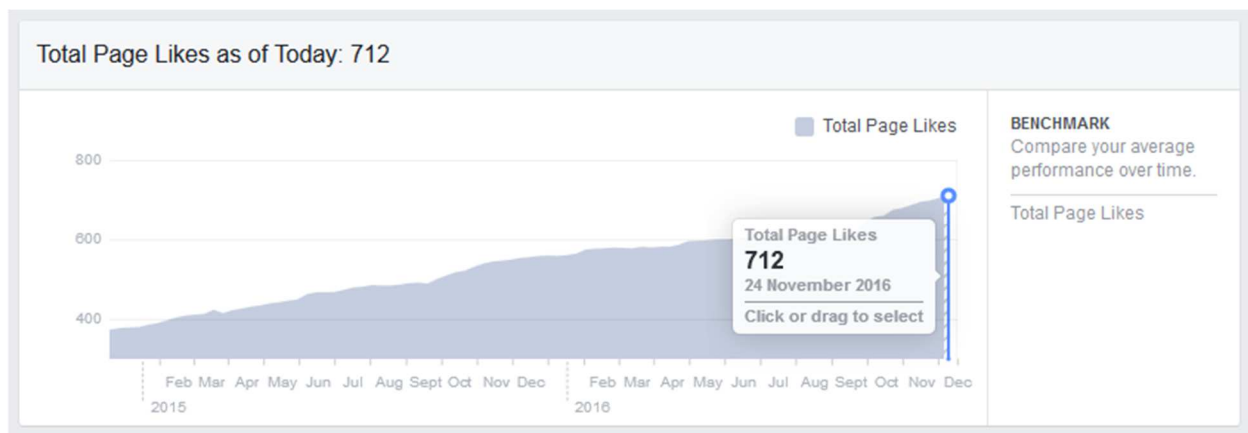 Total Page Likes as of Today: 712
Total Page Likes
BENCHMARK
Compare your average
performance over time.
Total Page Likes
800
600
400
Total Page Likes
712
24 November 2016
Click or drag to select
Feb Mar Apr May Jun Jul Aug Sept Oct Nov Dec Feb Mar Apr May Jun Jul Aug Sept Oct Nov Dec
2015 2016